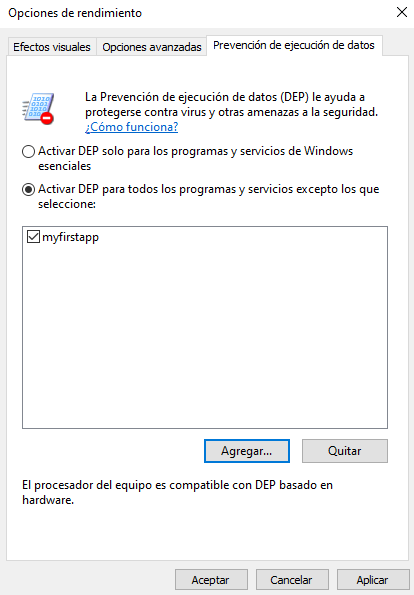 Opciones de rendimiento
Efectos visuales
Opciones avanzadas
Prevención de ejecución de datos
La Prevención de ejecución de datos (DEP) le ayuda a
protegerse contra virus y otras amenazas a la seguridad.
¿Cómo funciona?
Activar DEP solo para los programas y servicios de Windows
esenciales
Activar DEP para todos los programas y servicios excepto los que
seleccione:
myfirstapp
Agregar...
Quitar
El procesador del equipo es compatible con DEP basado en
hardware.
Aceptar
Cancelar
Aplicar